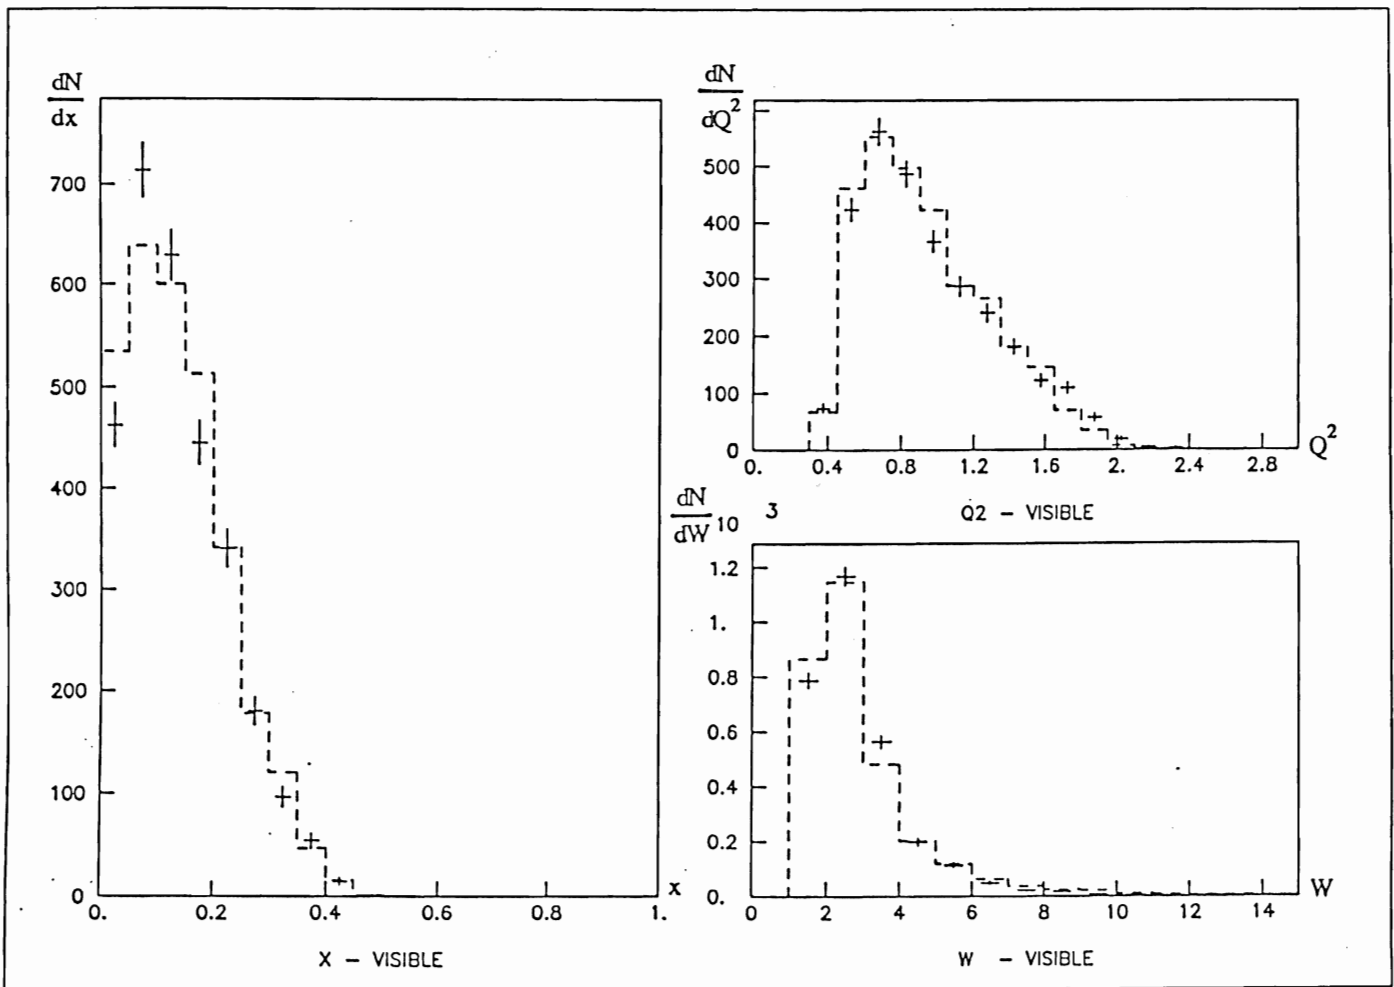 dN
dx
700
600
500
400
300
200
100
0
0. 0.2 0.4 0.6 0.8 1.
x
X – VISIBLE
dN
dQ²
500
400
300
200
100
0
0. 0.4 0.8 1.2 1.6 2. 2.4 2.8
Q²
Q2 – VISIBLE
dN
dW
10 3
1.2
1.
0.8
0.6
0.4
0.2
0.
0 2 4 6 8 10 12 14
W
W – VISIBLE